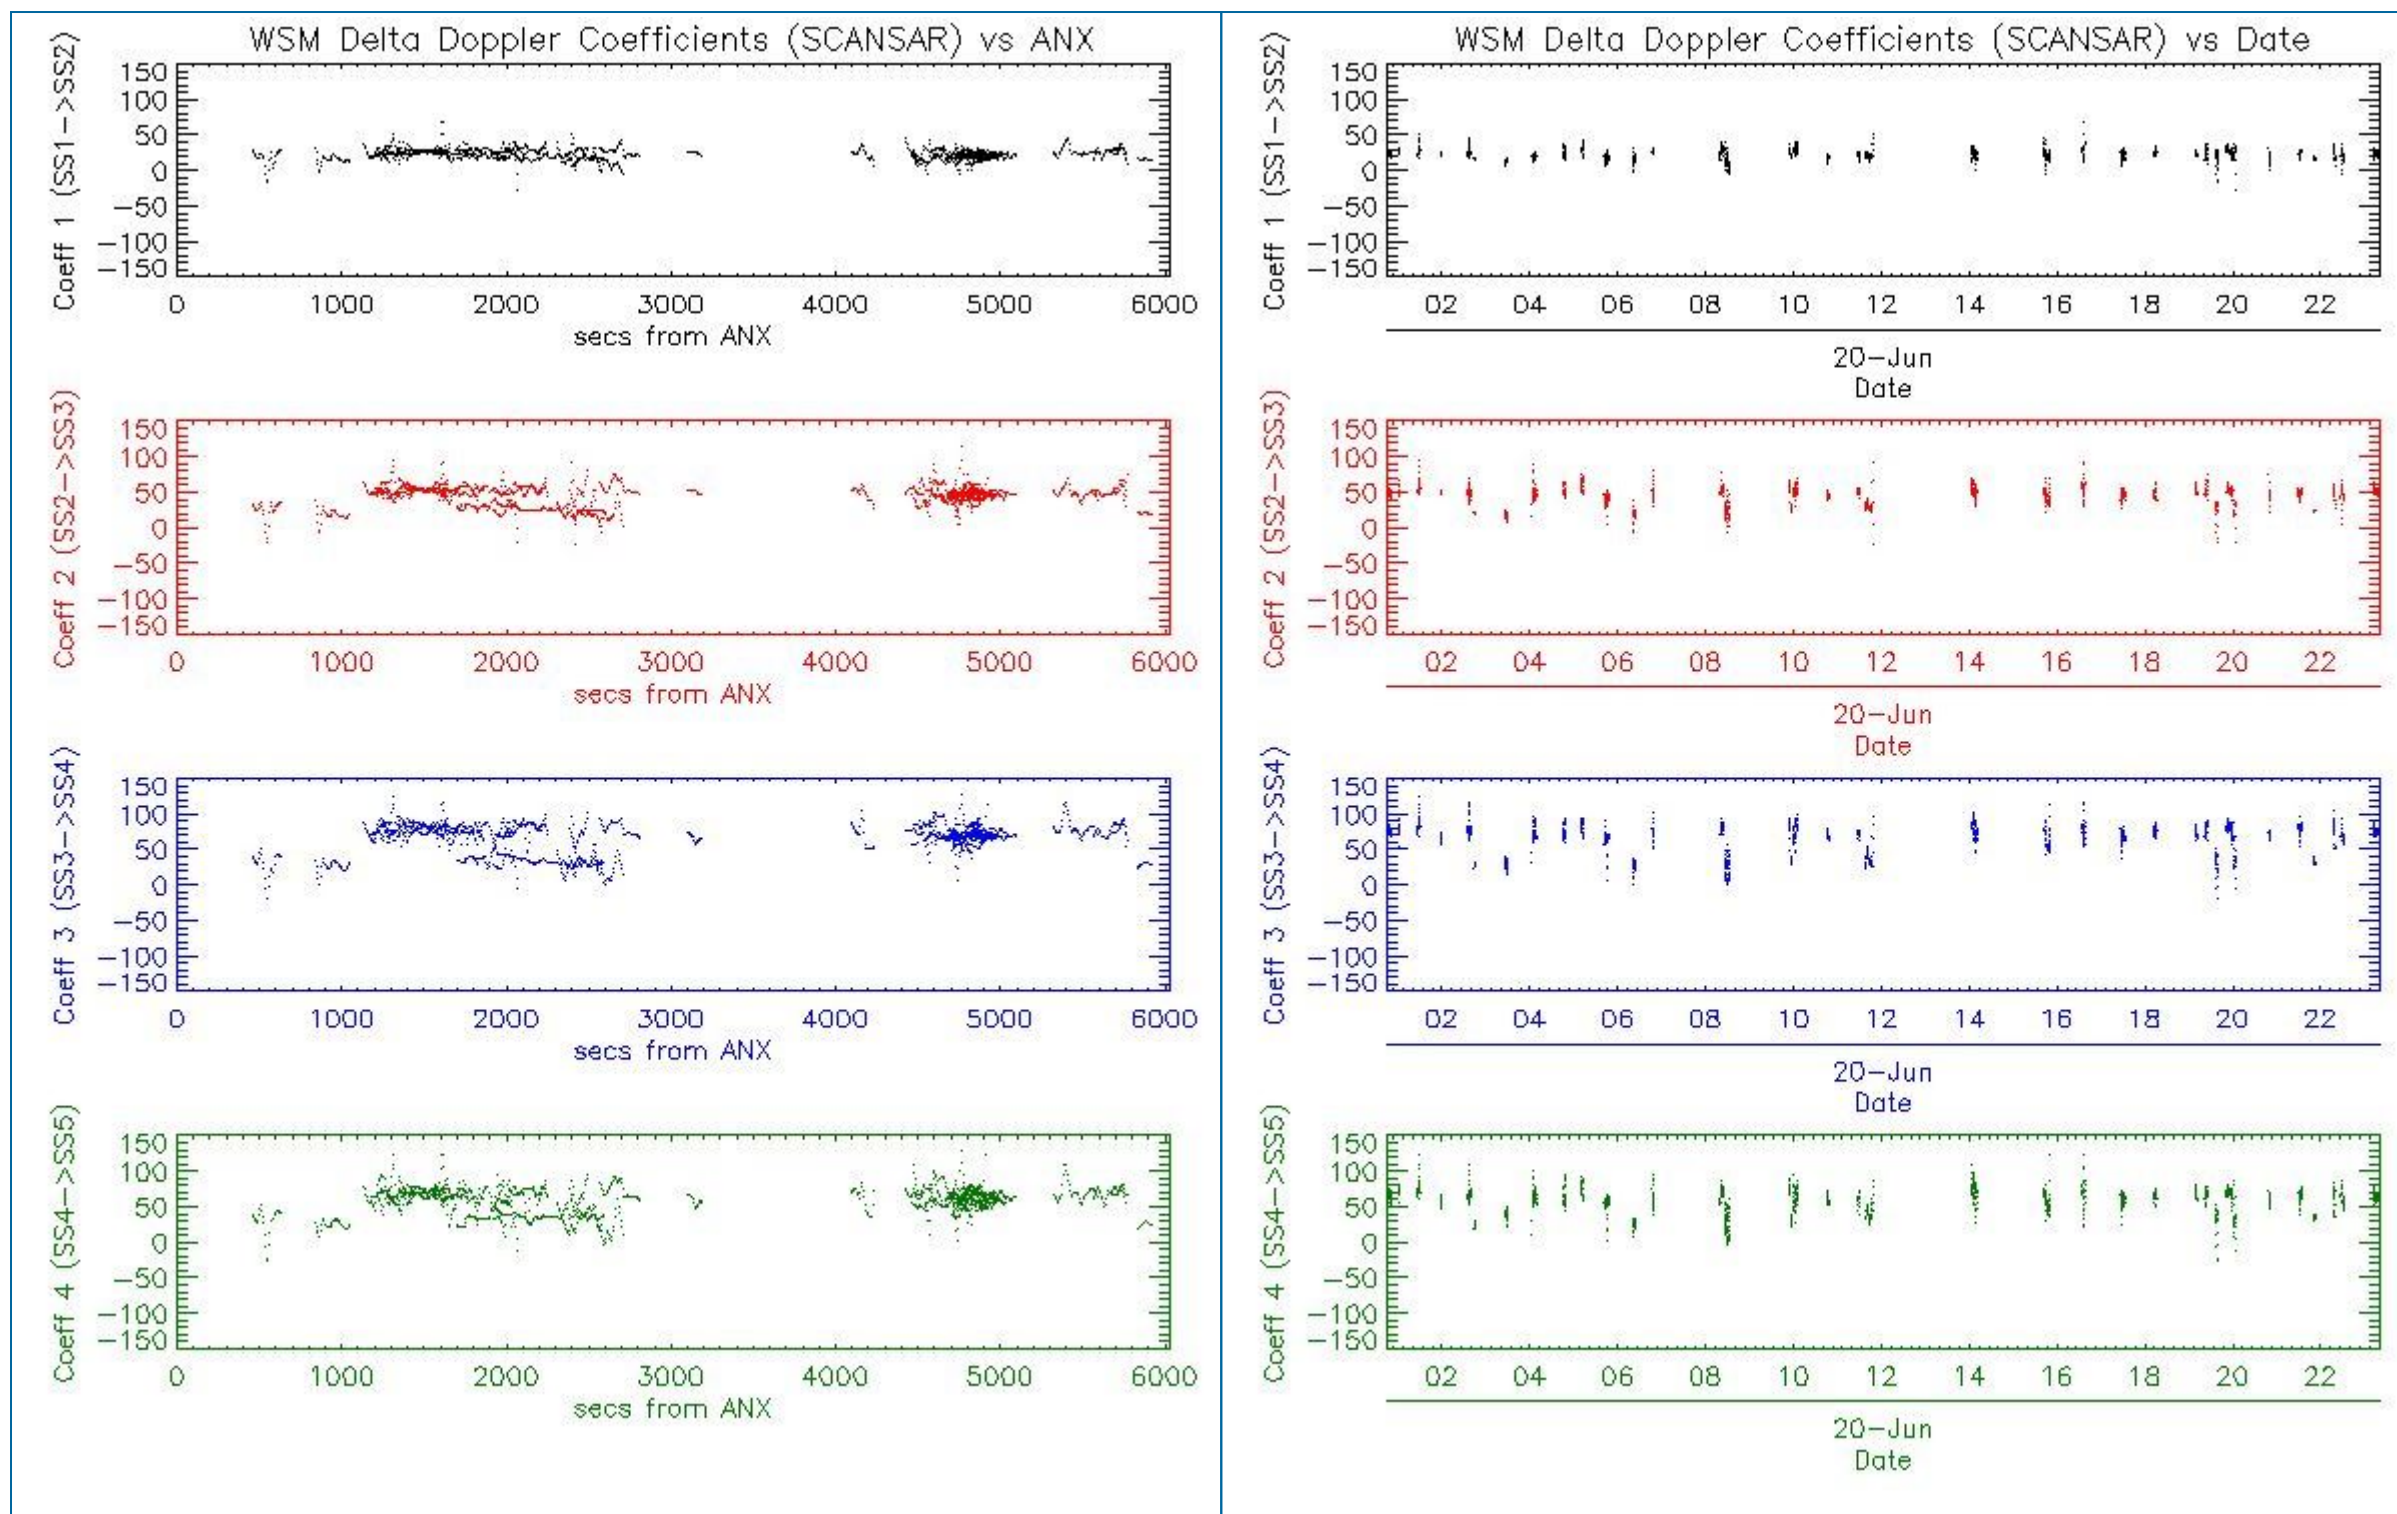 WSM Delta Doppler Coefficients (SCANSAR) vs ANX
Coeff 1 (SS1->SS2)
150
100
50
0
-50
-100
-150
0 1000 2000 3000 4000 5000 6000
secs from ANX
Coeff 2 (SS2->SS3)
150
100
50
0
-50
-100
-150
0 1000 2000 3000 4000 5000 6000
secs from ANX
Coeff 3 (SS3->SS4)
150
100
50
0
-50
-100
-150
0 1000 2000 3000 4000 5000 6000
secs from ANX
Coeff 4 (SS4->SS5)
150
100
50
0
-50
-100
-150
0 1000 2000 3000 4000 5000 6000
secs from ANX
WSM Delta Doppler Coefficients (SCANSAR) vs Date
Coeff 1 (SS1->SS2)
150
100
50
0
-50
-100
-150
02 04 06 08 10 12 14 16 18 20 22
20-Jun
Date
Coeff 2 (SS2->SS3)
150
100
50
0
-50
-100
-150
02 04 06 08 10 12 14 16 18 20 22
20-Jun
Date
Coeff 3 (SS3->SS4)
150
100
50
0
-50
-100
-150
02 04 06 08 10 12 14 16 18 20 22
20-Jun
Date
Coeff 4 (SS4->SS5)
150
100
50
0
-50
-100
-150
02 04 06 08 10 12 14 16 18 20 22
20-Jun
Date